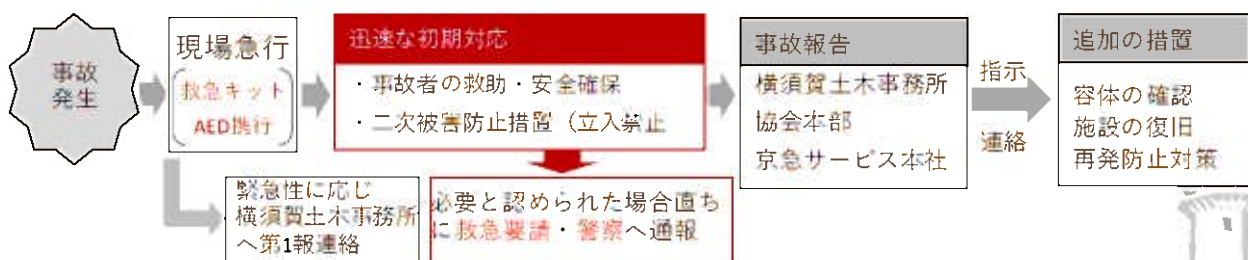 事故
発生
現場急行
救急キット
AED携行
緊急性に応じ
横須賀土木事務所
へ第1報連絡
迅速な初期対応
・事故者の救助・安全確保
・二次被害防止措置（立入禁止
必要と認められた場合直ち
に救急要請・警察へ通報
事故報告
横須賀土木事務所
協会本部
京急サービス本社
指示
連絡
追加の措置
容体の確認
施設の復旧
再発防止対策